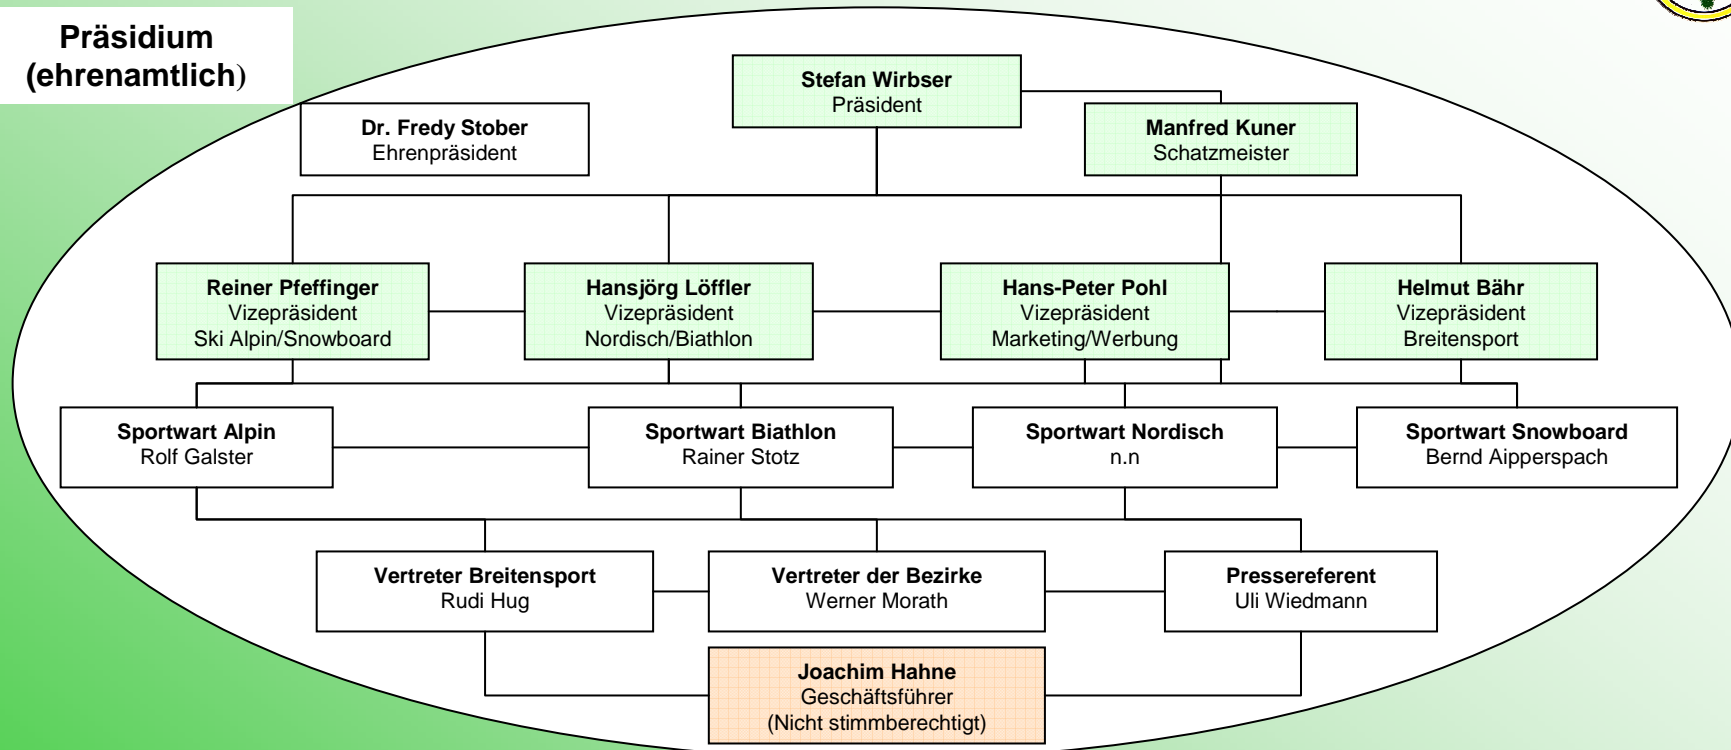 Präsidium
(ehrenamtlich)
Stefan Wirbser
Präsident
Dr. Fredy Stober
Ehrenpräsident
Manfred Kuner
Schatzmeister
Reiner Pfeffinger
Vizepräsident
Ski Alpin/Snowboard
Hansjörg Löffler
Vizepräsident
Nordisch/Biathlon
Hans-Peter Pohl
Vizepräsident
Marketing/Werbung
Helmut Bähr
Vizepräsident
Breitensport
Sportwart Alpin
Rolf Galster
Sportwart Biathlon
Rainer Stotz
Sportwart Nordisch
n.n
Sportwart Snowboard
Bernd Aipperspach
Vertreter Breitensport
Rudi Hug
Vertreter der Bezirke
Werner Morath
Pressereferent
Uli Wiedmann
Joachim Hahne
Geschäftsführer
(Nicht stimmberechtigt)